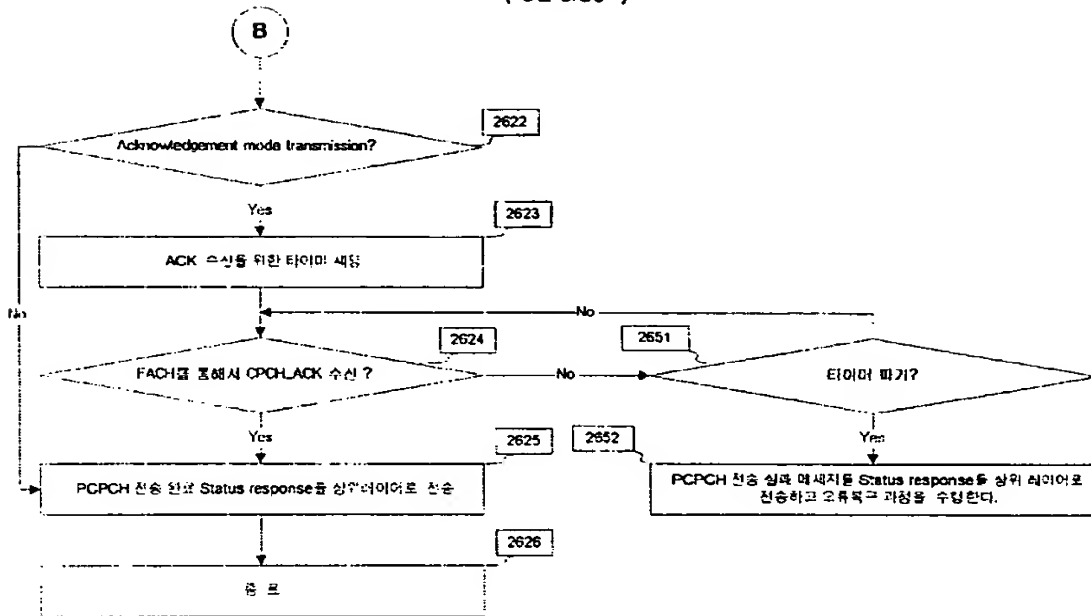 B
Acknowledgement mode transmission?
2622
Yes
2623
ACK 수신을 위한 타이머 세팅
No
No
2624
2651
FACH를 통해서 CPCH_ACK 수신 ?
No
타이머
Yes
2625
2652
Yes
PCPCH 전송 완료 Status response를 상위레이어로 전송
PCPCH 전송 메세지를 Status response를 상위 레이어로
전송하고 오류복구 과정을 수행한다.
2626
종 료